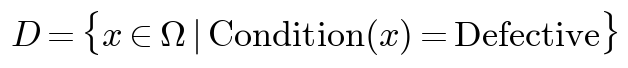 D = {x ∈ Ω | Condition(x) = Defective}